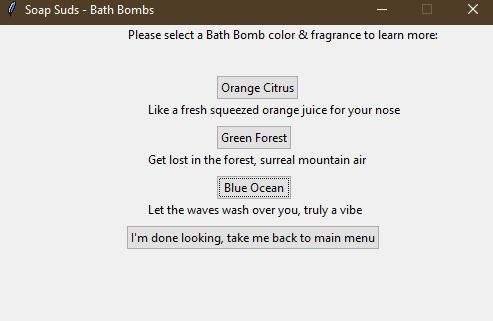 Soap Suds - Bath Bombs
Please select a Bath Bomb color & fragrance to learn more:
Orange Citrus
Like a fresh squeezed orange juice for your nose
Green Forest
Get lost in the forest, surreal mountain air
Blue Ocean
Let the waves wash over you, truly a vibe
I'm done looking, take me back to main menu